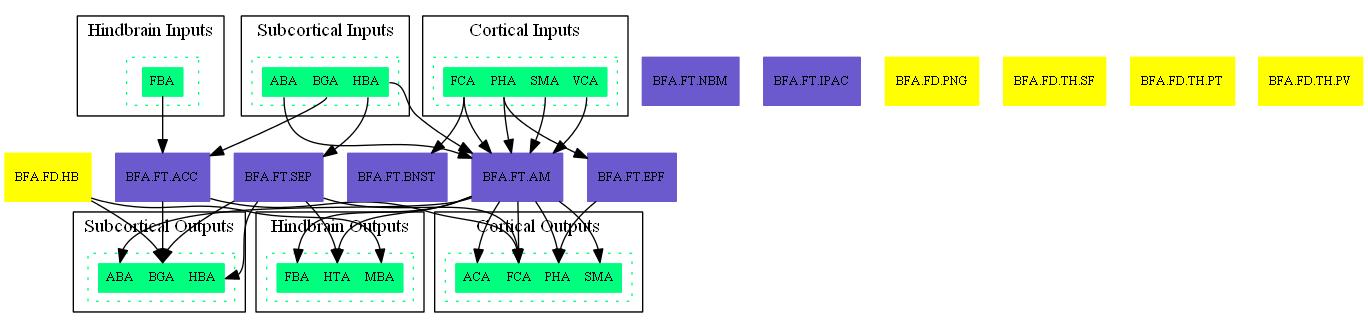 Hindbrain Inputs Subcortical Inputs Cortical Inputs
FBA ABA BGA HBA FCA PHA SMA VCA BFA.FT.NBM BFA.FT.IPAC BFA.FD.PNG BFA.FD.TH.SF BFA.FD.TH.PT BFA.FD.TH.PV
BFA.FD.HB BFA.FT.ACC BFA.FT.SEP BFA.FT.BNST BFA.FT.AM BFA.FT.EPF
Subcortical Outputs Hindbrain Outputs Cortical Outputs
ABA BGA HBA FBA HTA MBA ACA FCA PHA SMA